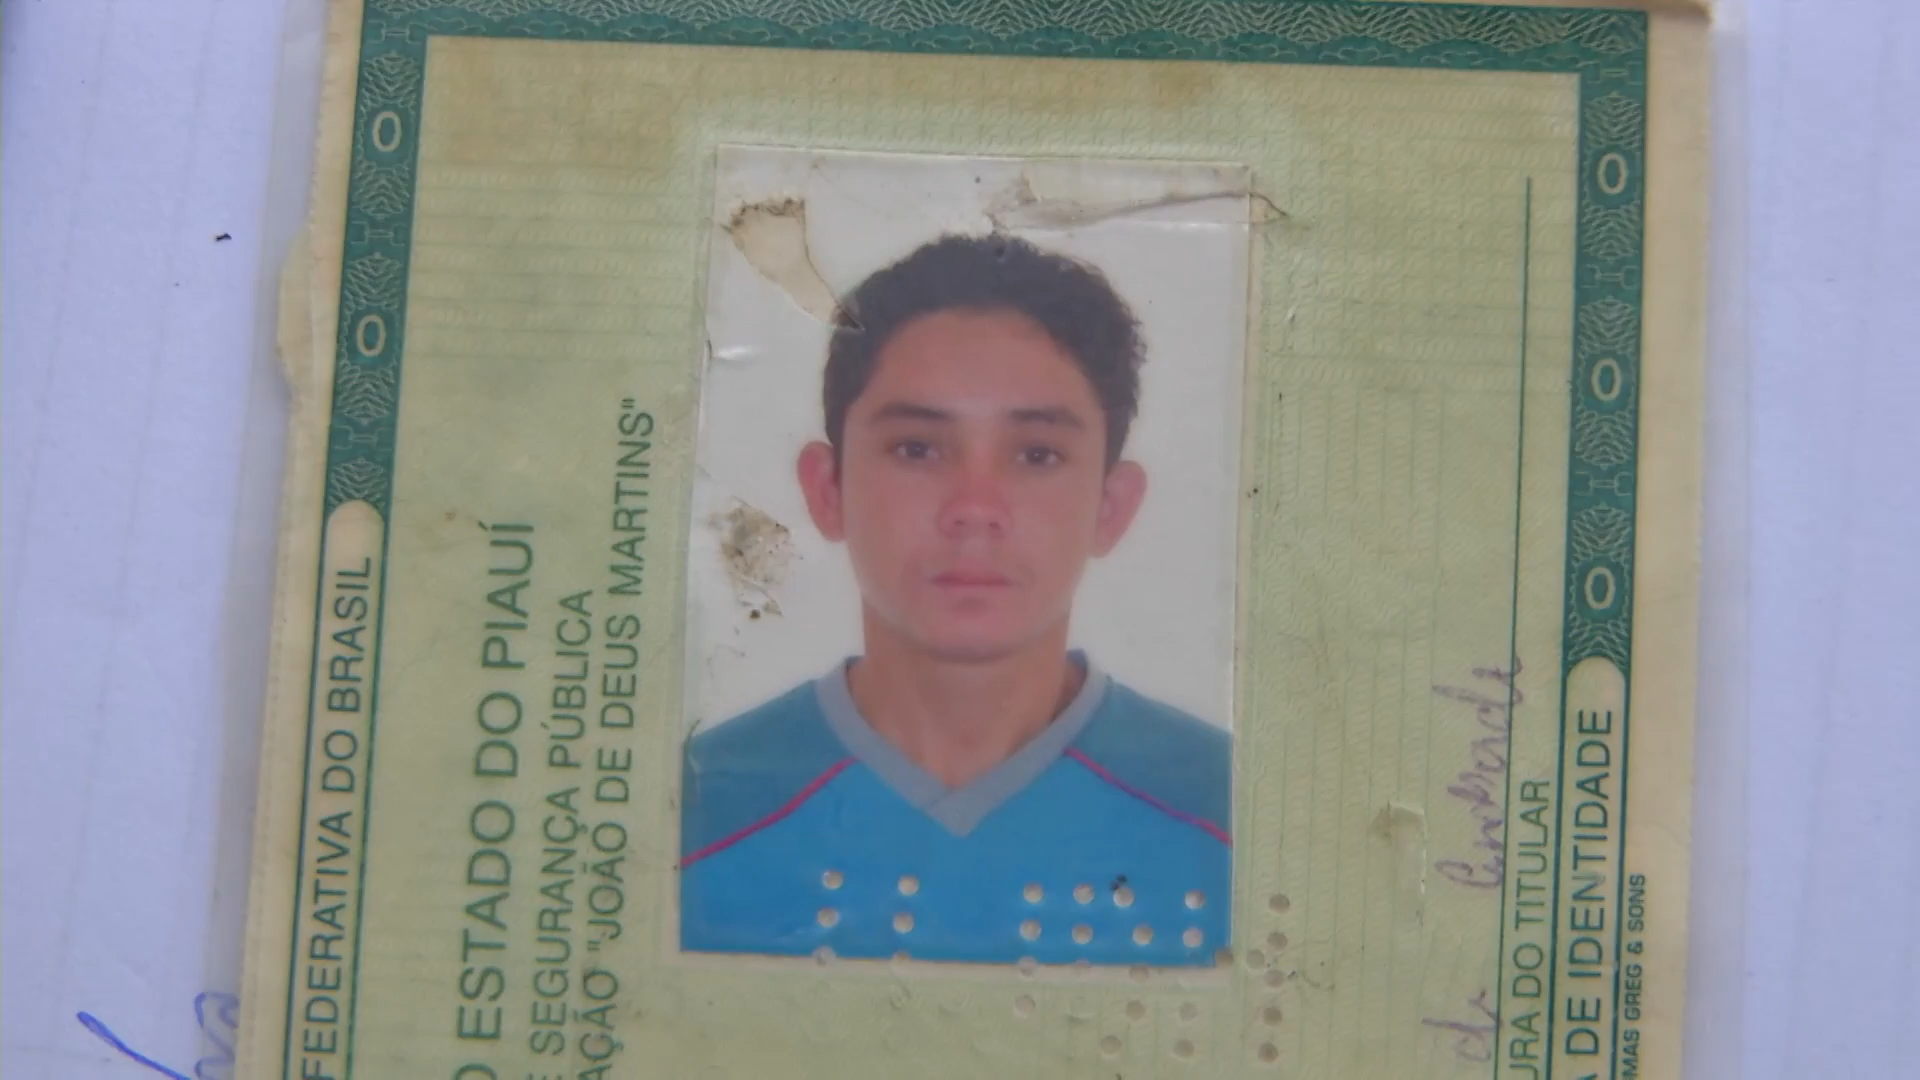 FEDERATIVA DO BRASIL
O ESTADO DO PIAUÍ
E SEGURANÇA PÚBLICA
AÇÃO "JOÃO DE DEUS MARTINS"
URA DO TITULAR
A DE IDENTIDADE
MAS GREG & SONS